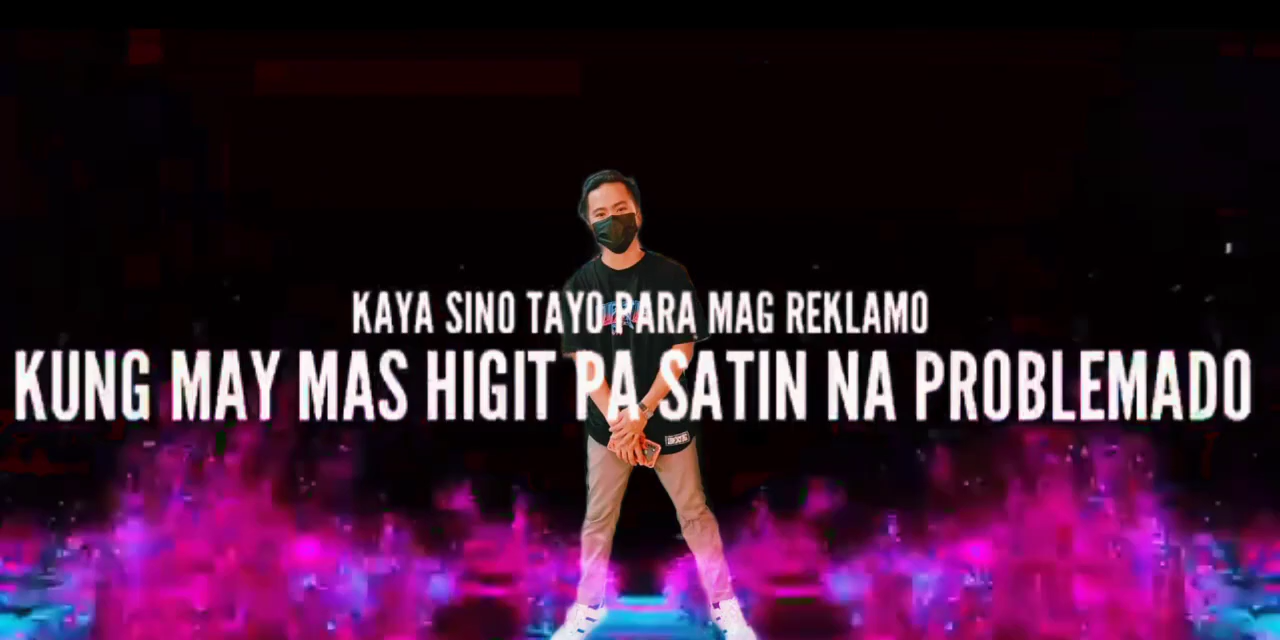 KAYA SINO TAYO PARA MAG REKLAMO
KUNG MAY MAS HIGIT PA SATIN NA PROBLEMADO